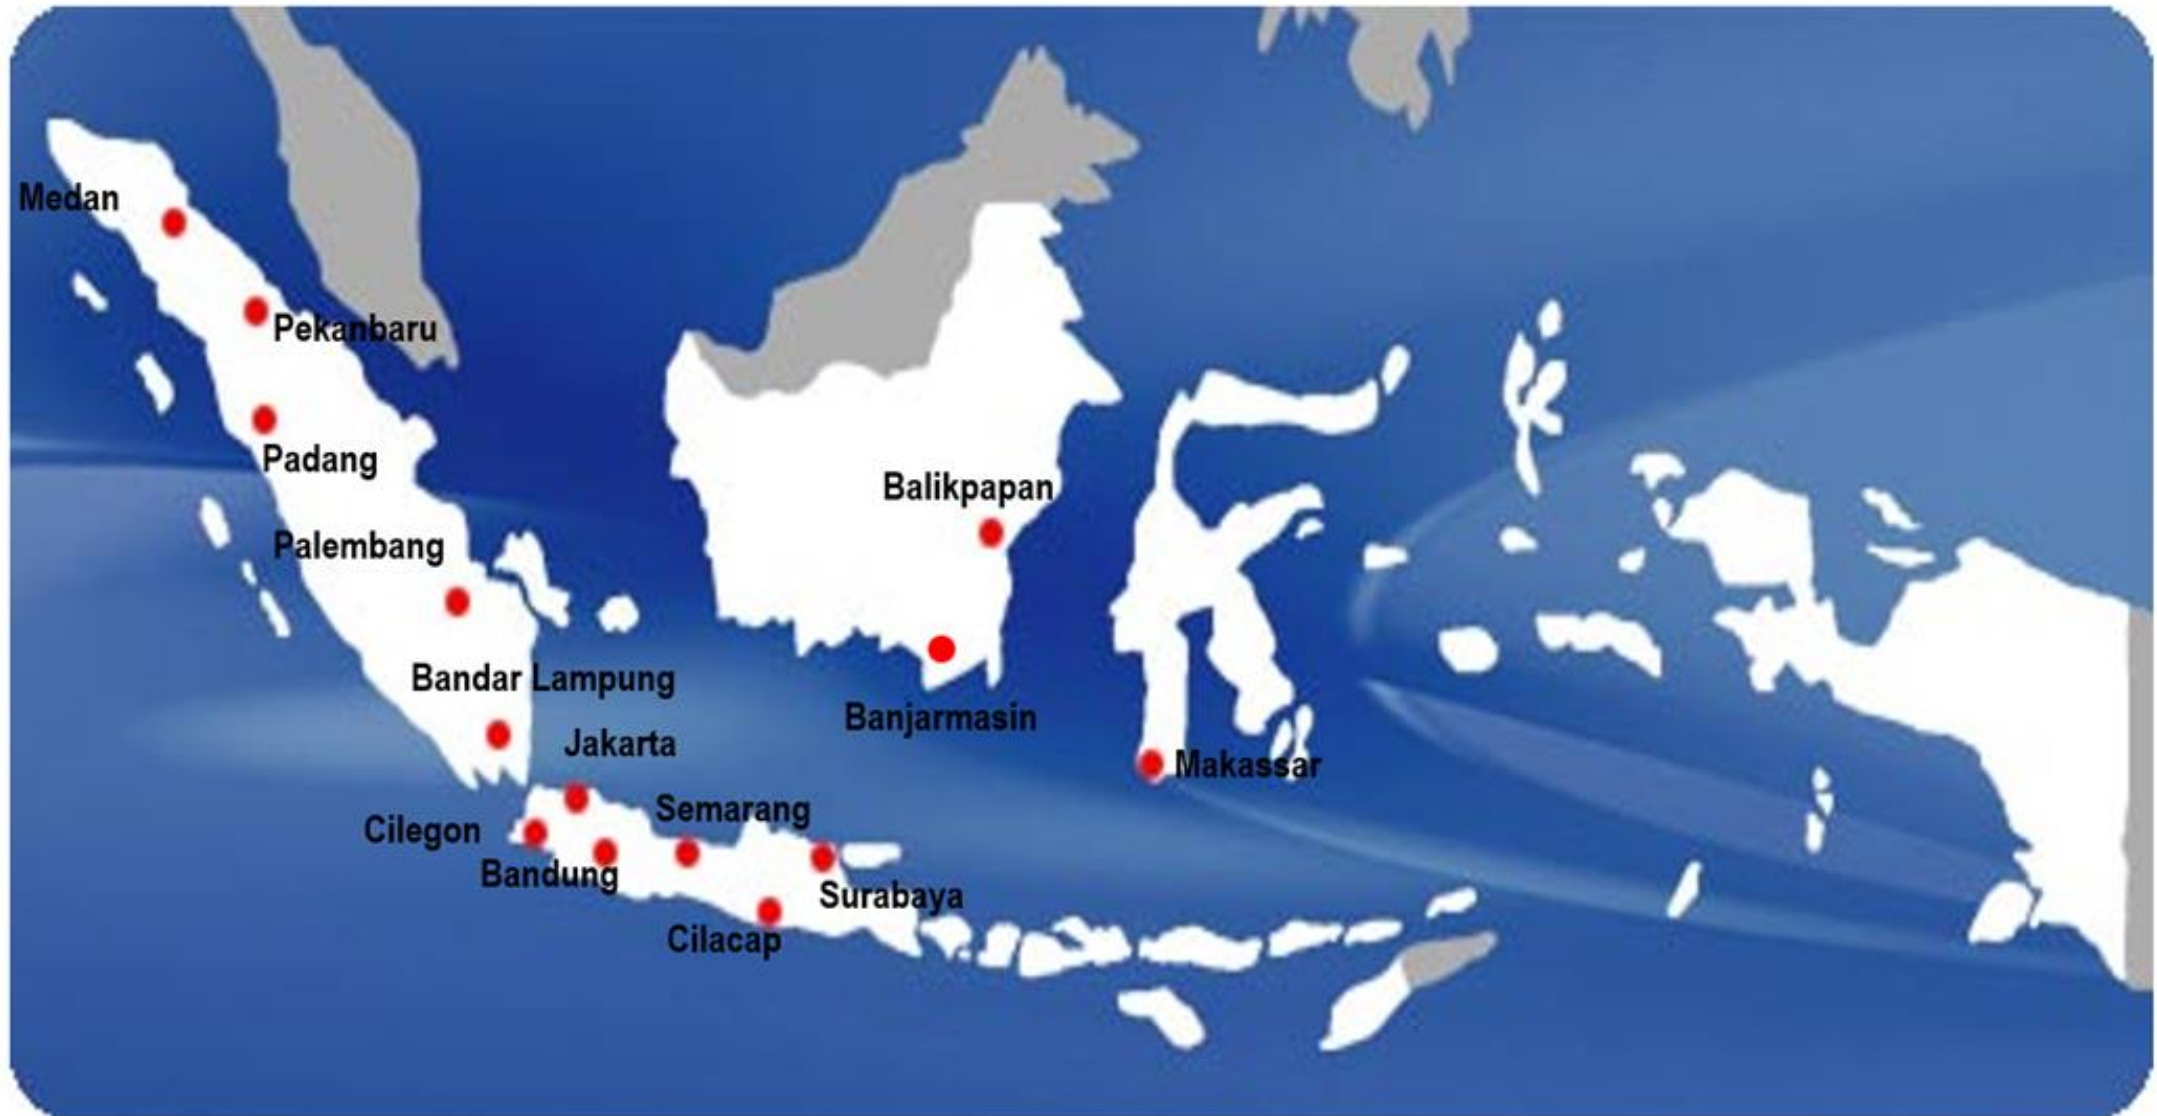 Medan
Pekanbaru
Padang
Balikpapan
Palembang
Bandar Lampung
Banjarmasin
Jakarta
Makassar
Semarang
Cilegon
Bandung
Surabaya
Cilacap